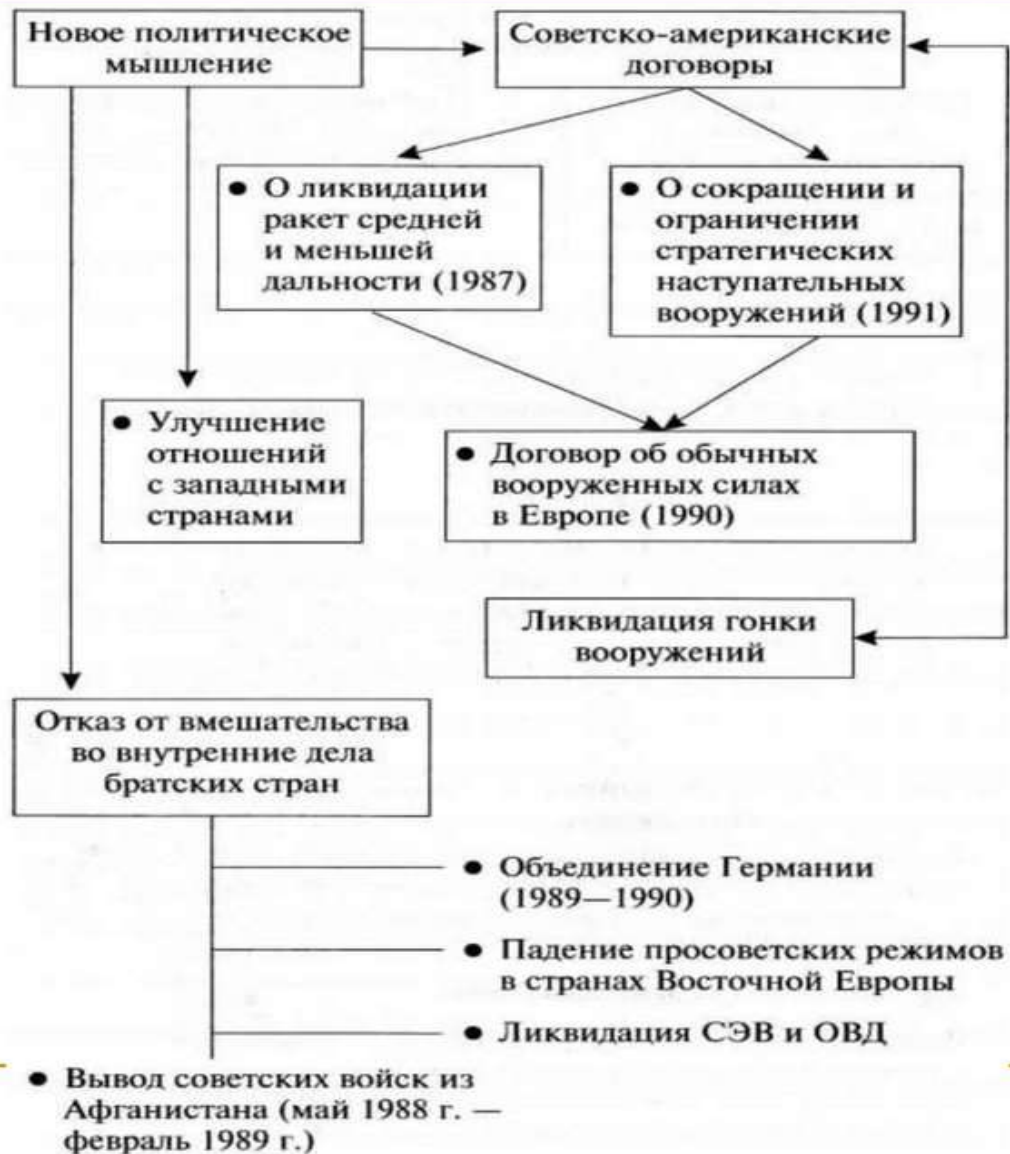 Новое политическое
мышление
Советско-американские
договоры
● О ликвидации
ракет средней
и меньшей
дальности (1987)
● О сокращении и
ограничении
стратегических
наступательных
вооружений (1991)
● Улучшение
отношений
с западными
странами
● Договор об обычных
вооруженных силах
в Европе (1990)
Ликвидация гонки
вооружений
Отказ от вмешательства
во внутренние дела
братских стран
● Объединение Германии
(1989—1990)
● Падение просоветских режимов
в странах Восточной Европы
● Ликвидация СЭВ и ОВД
● Вывод советских войск из
Афганистана (май 1988 г. —
февраль 1989 г.)